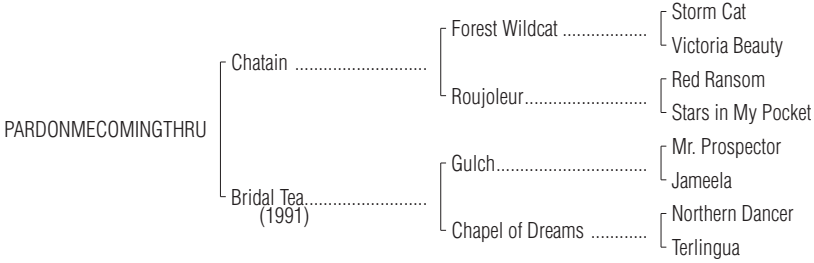 Storm Cat
Forest Wildcat ..................
Victoria Beauty
Chatain ............................
Red Ransom
Roujoleur..........................
Stars in My Pocket
PARDONMECOMINGTHRU
Mr. Prospector
Gulch................................
Jameela
Bridal Tea..........................
(1991)
Northern Dancer
Chapel of Dreams ............
Terlingua